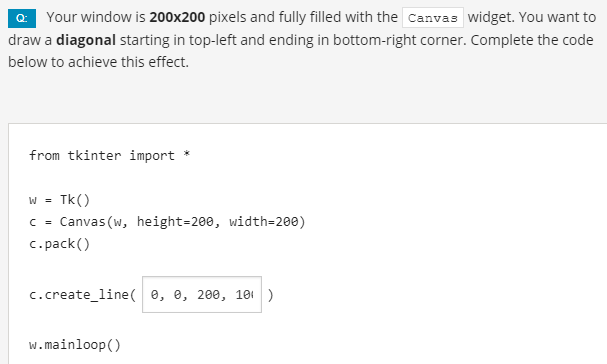 Q: Your window is 200x200 pixels and fully filled with the Canvas widget. You want to
draw a diagonal starting in top-left and ending in bottom-right corner. Complete the code
below to achieve this effect.
from tkinter import *
w = Tk()
c = Canvas(w, height=200, width=200)
c.pack()
c.create_line( 0, 0, 200, 10 )
w.mainloop()